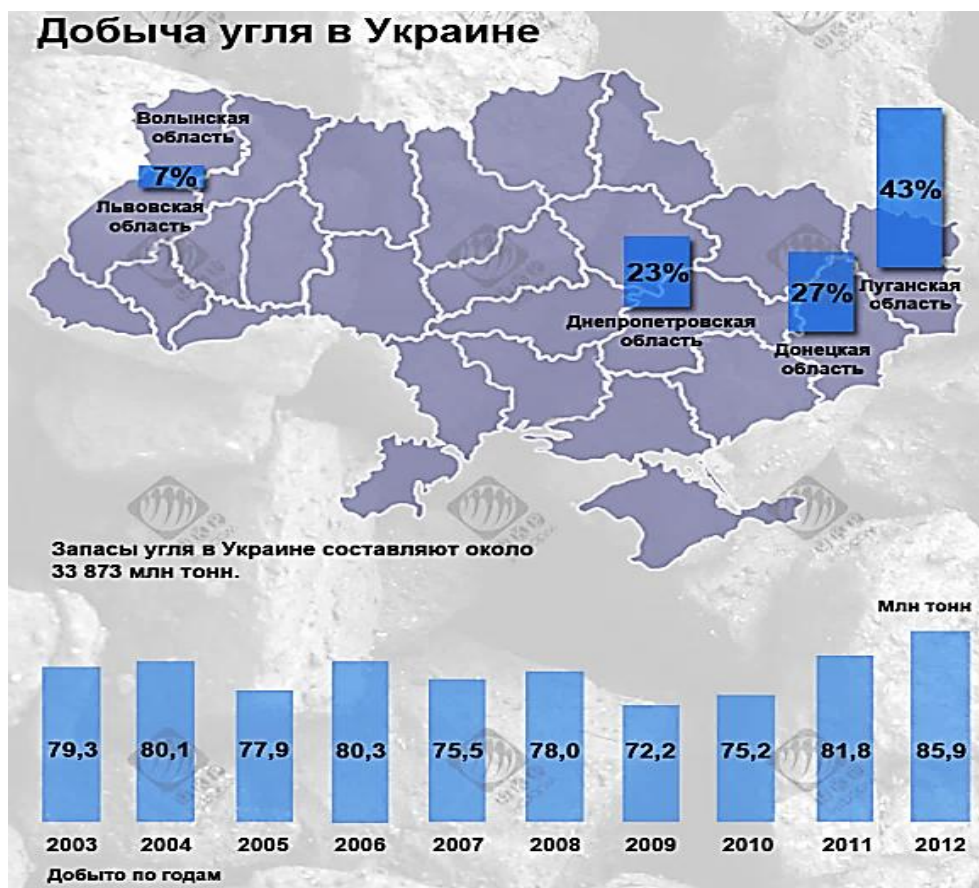 Добыча угля в Украине
Волынская
область
7%
Львовская
область
43%
Луганская
область
23%
Днепропетровская
область
27%
Донецкая
область
Запасы угля в Украине составляют около
33 873 млн тонн.
Млн тонн
79,3 80,1 77,9 80,3 75,5 78,0 72,2 75,2 81,8 85,9
2003 2004 2005 2006 2007 2008 2009 2010 2011 2012
Добыто по годам